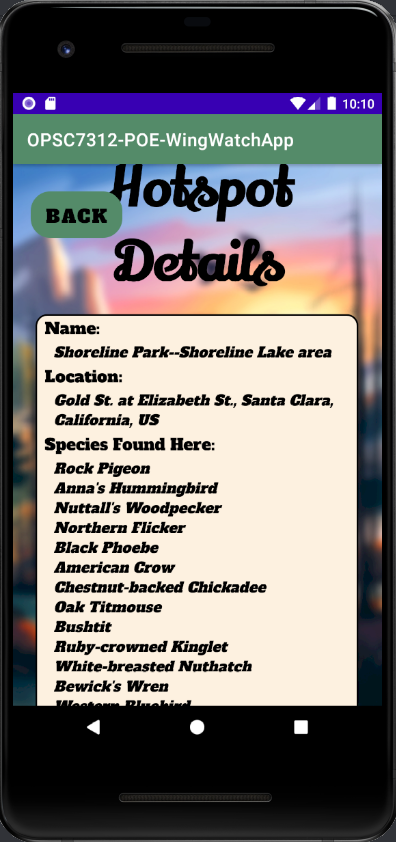 10:10
OPSC7312-POE-WingWatchApp
Hotspot
BACK
Details
Name:
Shoreline Park--Shoreline Lake area
Location:
Gold St. at Elizabeth St., Santa Clara,
California, US
Species Found Here:
Rock Pigeon
Anna's Hummingbird
Nuttall's Woodpecker
Northern Flicker
Black Phoebe
American Crow
Chestnut-backed Chickadee
Oak Titmouse
Bushtit
Ruby-crowned Kinglet
White-breasted Nuthatch
Bewick's Wren
Western Bluebird